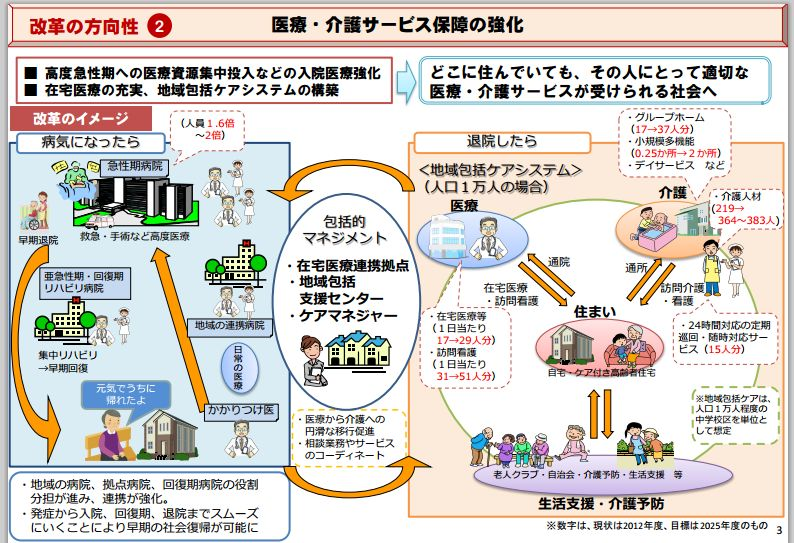 改革の方向性 ②
医療・介護サービス保障の強化
■ 高度急性期への医療資源集中投入などの入院医療強化
■ 在宅医療の充実、地域包括ケアシステムの構築
どこに住んでいても、その人にとって適切な
医療・介護サービスが受けられる社会へ
改革のイメージ
病気になったら
(人員1.6倍
~2倍)
急性期病院
早期退院
救急・手術など高度医療
亜急性期・回復期
リハビリ病院
地域の連携病院
集中リハビリ
→早期回復
日常の医療
元気でうちに
帰れたよ
かかりつけ医
・地域の病院、拠点病院、回復期病院の役割
分担が進み、連携が強化。
・発症から入院、回復期、退院までスムーズ
にいくことにより早期の社会復帰が可能に
包括的
マネジメント
・在宅医療連携拠点
・地域包括
支援センター
・ケアマネジャー
・医療から介護への
円滑な移行促進
・相談業務やサービス
のコーディネート
退院したら
<地域包括ケアシステム>
(人口1万人の場合)
・グループホーム
(17→37人分)
・小規模多機能
(0.25か所→2か所)
・デイサービス など
医療
介護
・介護人材
(219→
364~383人)
通院
通所
在宅医療
・訪問看護
訪問介護
・看護
住まい
・在宅医療等
(1日当たり
17→29人分)
・訪問看護
(1日当たり
31→51人分)
・24時間対応の定期
巡回・随時対応サー
ビス(15人分)
自宅・ケア付き高齢者住宅
※地域包括ケアは、
人口1万人程度の
中学校区を単位と
して想定
老人クラブ・自治会・介護予防・生活支援 等
生活支援・介護予防
※数字は、現状は2012年度、目標は2025年度のもの
3